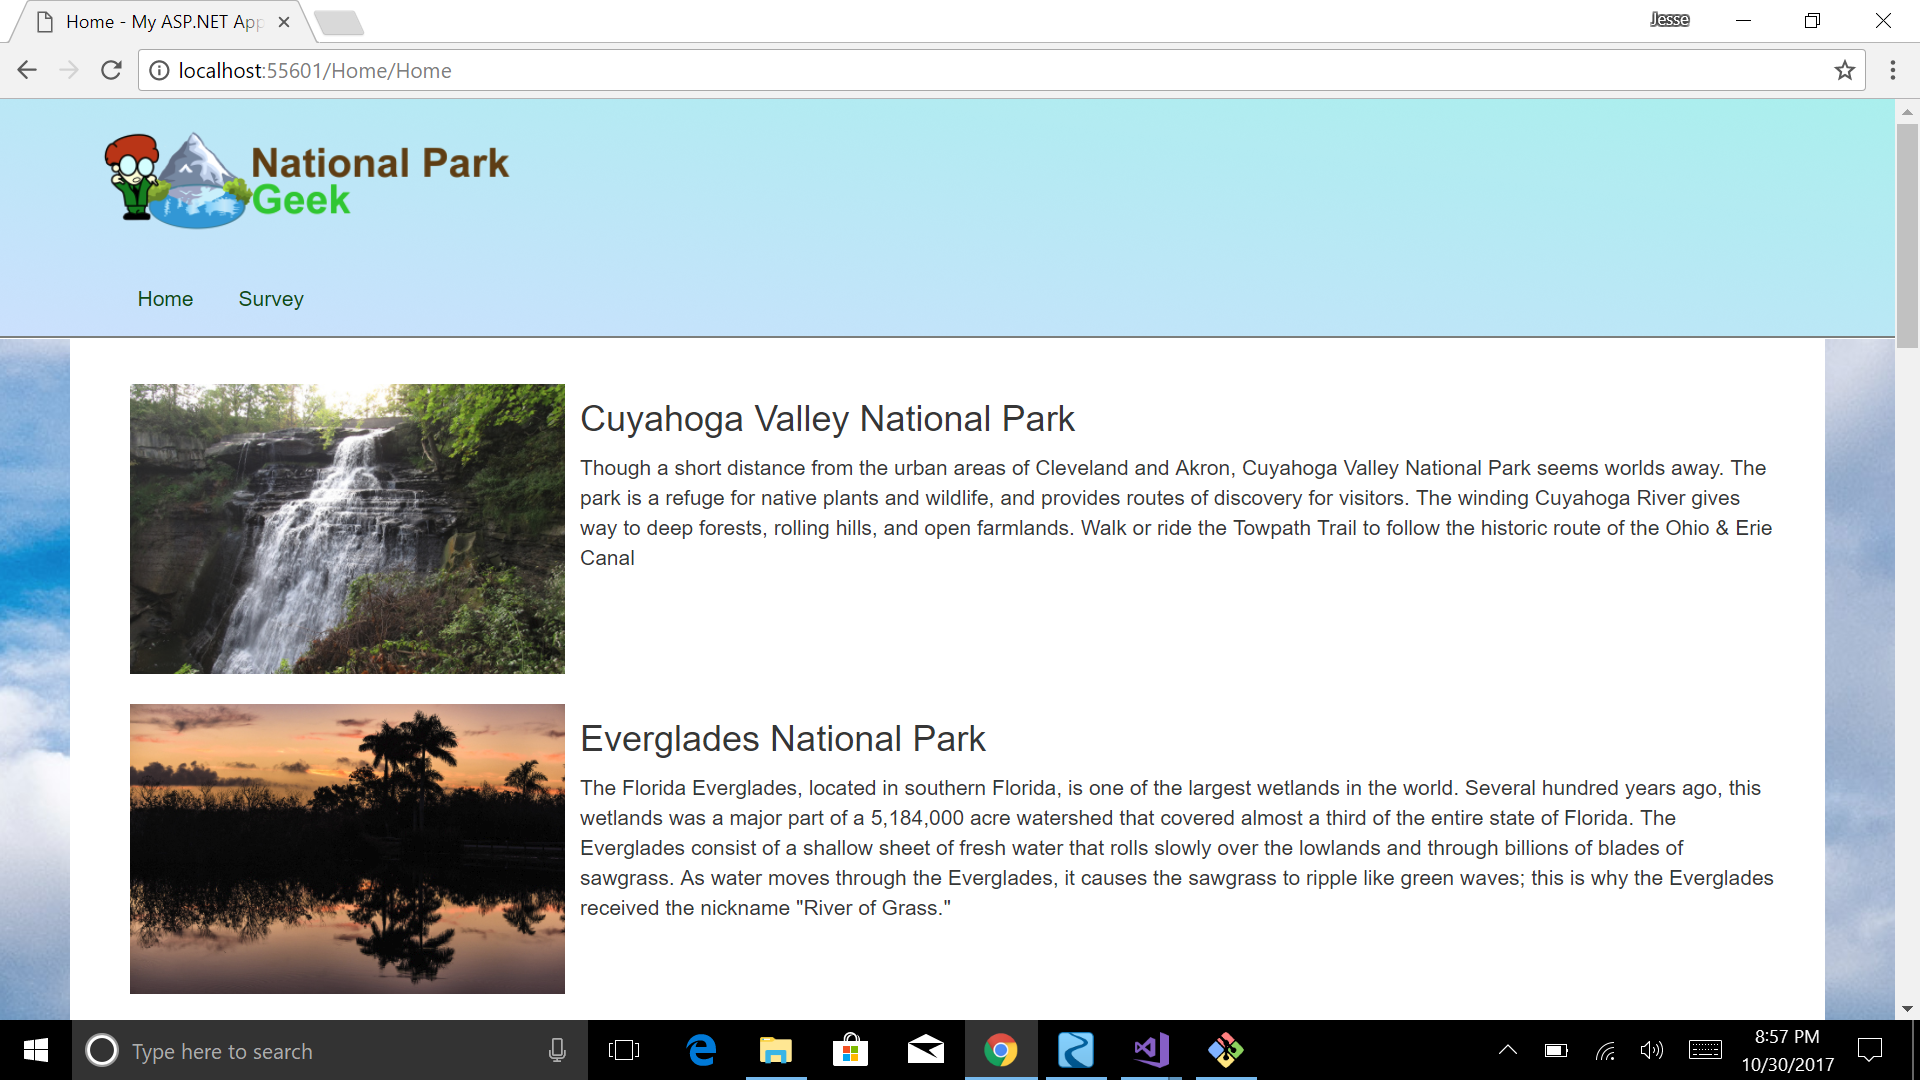 Home - My ASP.NET App
Jesse
localhost:55601/Home/Home
National Park
Geek
Home Survey
Cuyahoga Valley National Park
Though a short distance from the urban areas of Cleveland and Akron, Cuyahoga Valley National Park seems worlds away. The
park is a refuge for native plants and wildlife, and provides routes of discovery for visitors. The winding Cuyahoga River gives
way to deep forests, rolling hills, and open farmlands. Walk or ride the Towpath Trail to follow the historic route of the Ohio & Erie
Canal
Everglades National Park
The Florida Everglades, located in southern Florida, is one of the largest wetlands in the world. Several hundred years ago, this
wetlands was a major part of a 5,184,000 acre watershed that covered almost a third of the entire state of Florida. The
Everglades consist of a shallow sheet of fresh water that rolls slowly over the lowlands and through billions of blades of
sawgrass. As water moves through the Everglades, it causes the sawgrass to ripple like green waves; this is why the Everglades
received the nickname "River of Grass."
Type here to search
8:57 PM
10/30/2017